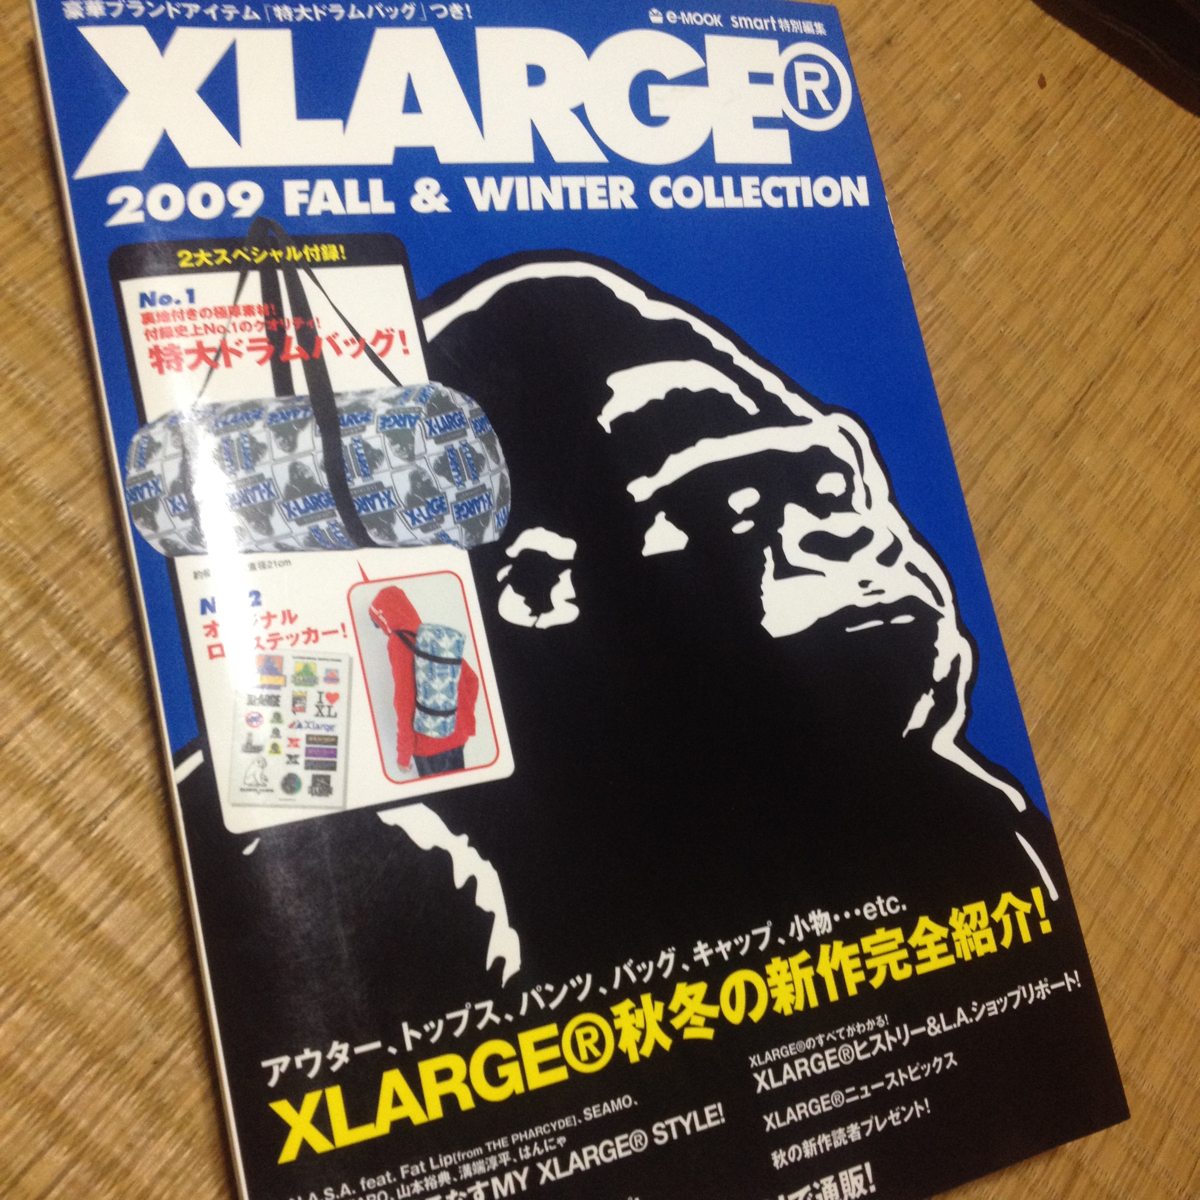 豪華ブランドアイテム「特大ドラムバッグ」つき!
e-MOOK smart特別編集
XLARGE®
2009 FALL & WINTER COLLECTION
2大スペシャル付録!
No.1
裏地付きの極厚素材!
付録史上No.1のクオリティ!
特大ドラムバッグ!
X-LARGE
直径21cm
2
ステッカー!
I ♥ XL
アウター、トップス、パンツ、バッグ、キャップ、小物…etc.
XLARGE®秋冬の新作完全紹介!
XLARGE®のすべてがわかる!
XLARGE®ヒストリー&L.A.ショップリポート!
XLARGE®ニューストピックス
秋の新作読者プレゼント!
A.S.A. feat. Fat Lip[from THE PHARCYDE]、SEAMO、
山本裕典、溝端淳平、はんにゃ
なすMY XLARGE® STYLE!
で通販!